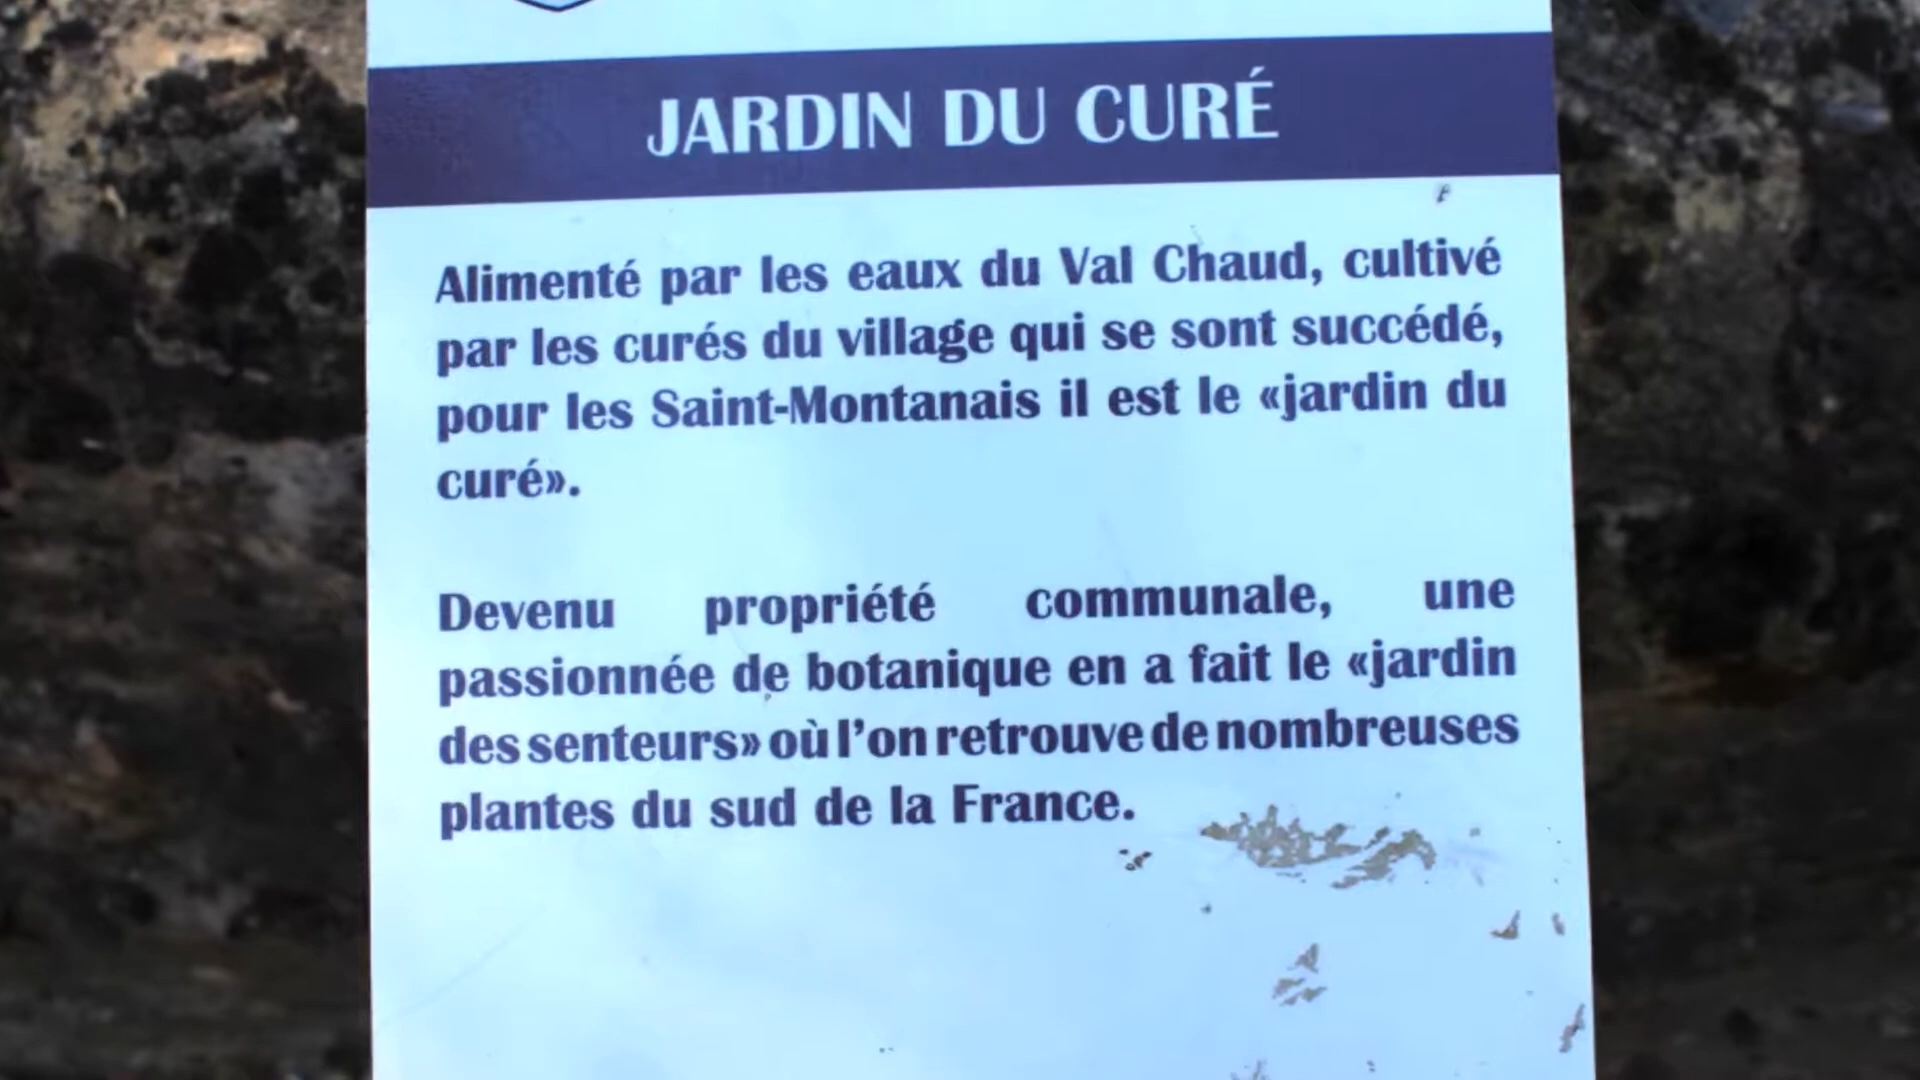 JARDIN DU CURÉ
Alimenté par les eaux du Val Chaud, cultivé
par les curés du village qui se sont succédé,
pour les Saint-Montanais il est le «jardin du
curé».
Devenu propriété communale, une
passionnée de botanique en a fait le «jardin
des senteurs» où l'on retrouve de nombreuses
plantes du sud de la France.